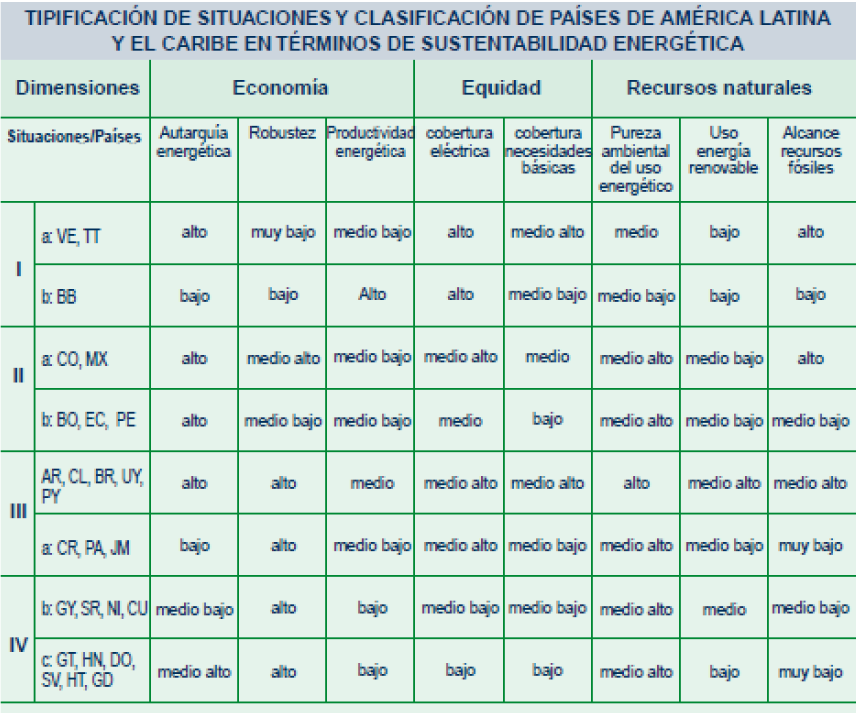 TIPIFICACIÓN DE SITUACIONES Y CLASIFICACIÓN DE PAÍSES DE AMÉRICA LATINA
Y EL CARIBE EN TÉRMINOS DE SUSTENTABILIDAD ENERGÉTICA
Dimensiones Economía Equidad Recursos naturales
Situaciones/Países Autarquía energética Robustez Productividad energética cobertura eléctrica cobertura necesidades básicas Pureza ambiental del uso energético Uso energía renovable Alcance recursos fósiles
I
a: VE, TT alto muy bajo medio bajo alto medio alto medio bajo alto
b: BB bajo bajo Alto alto medio bajo medio bajo bajo bajo
II
a: CO, MX alto medio alto medio bajo medio alto medio medio alto medio bajo alto
b: BO, EC, PE alto medio bajo medio bajo medio bajo medio alto medio bajo medio bajo
III
AR, CL, BR, UY, PY alto alto medio medio alto medio alto alto medio alto medio alto
a: CR, PA, JM bajo alto medio bajo medio alto medio bajo medio alto medio bajo muy bajo
IV
b: GY, SR, NI, CU medio bajo alto bajo medio bajo medio bajo medio alto medio medio bajo
c: GT, HN, DO, SV, HT, GD medio alto alto bajo bajo bajo medio alto bajo muy bajo